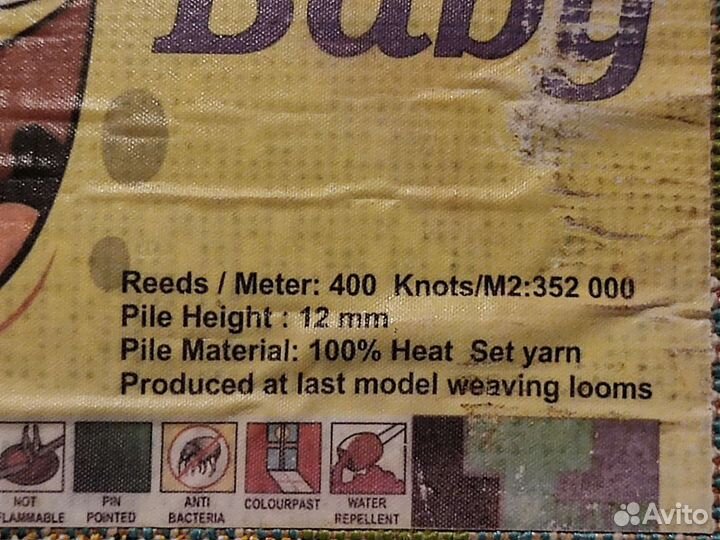 Baby
Reeds / Meter: 400 Knots/M2:352 000
Pile Height : 12 mm
Pile Material: 100% Heat Set yarn
Produced at last model weaving looms
NOT FLAMMABLE
PIN POINTED
ANTI BACTERIA
COLOURPAST
WATER REPELLENT
Avito